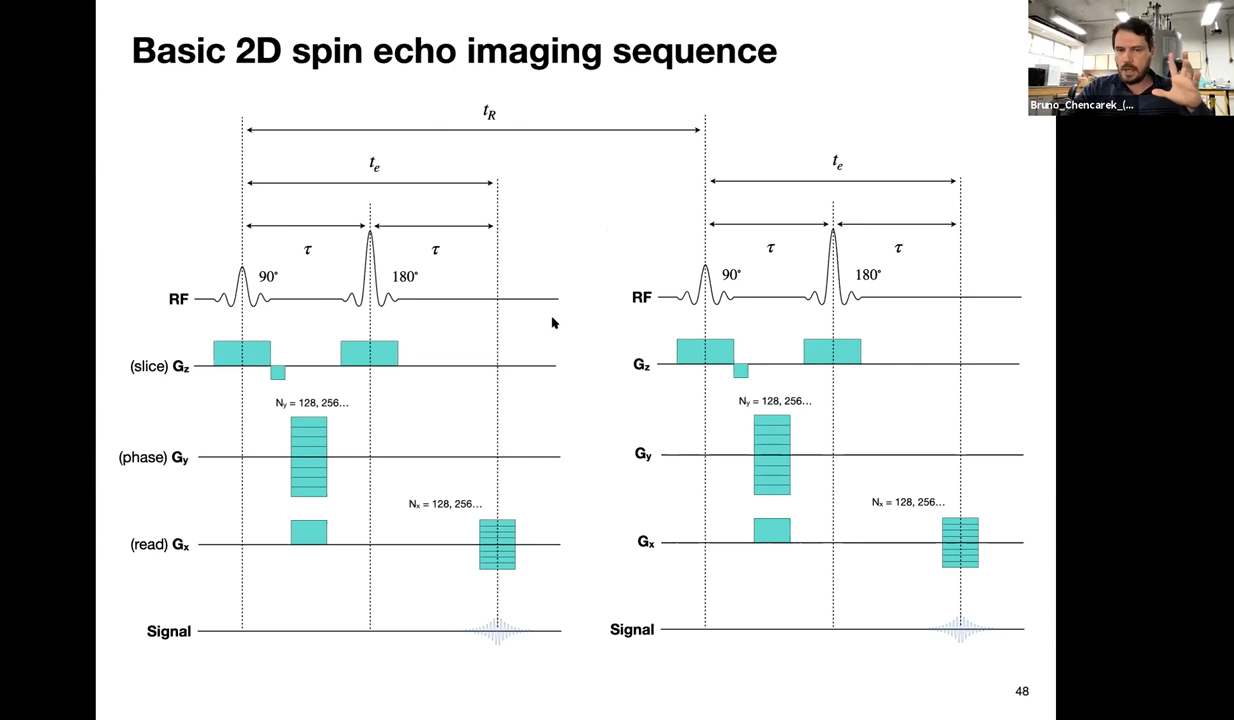 Basic 2D spin echo imaging sequence
Bruno_Chencarek_(...
tR
te
te
τ
τ
τ
τ
90°
180°
90°
180°
RF
RF
(slice) Gz
Gz
Ny = 128, 256...
Ny = 128, 256...
(phase) Gy
Gy
Nx = 128, 256...
Nx = 128, 256...
(read) Gx
Gx
Signal
Signal
48